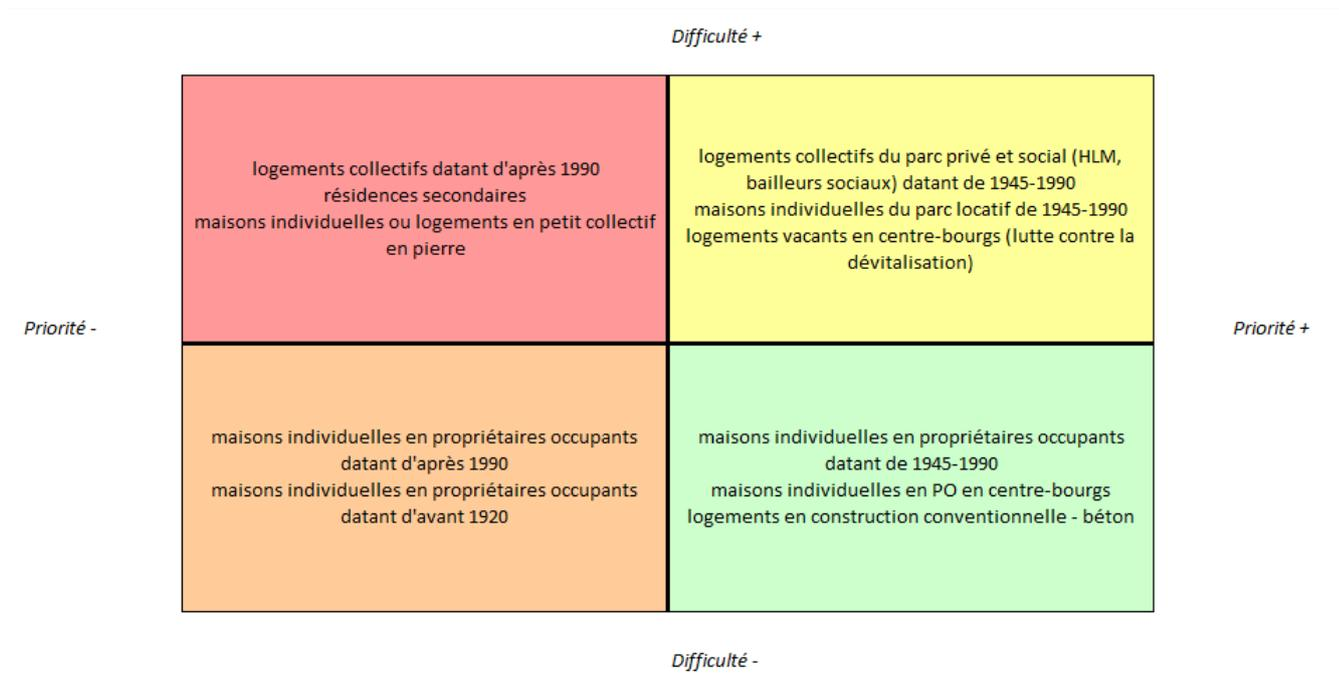 Difficulté +
logements collectifs datant d'après 1990
résidences secondaires
maisons individuelles ou logements en petit collectif
en pierre
logements collectifs du parc privé et social (HLM,
bailleurs sociaux) datant de 1945-1990
maisons individuelles du parc locatif de 1945-1990
logements vacants en centre-bourgs (lutte contre la
dévitalisation)
Priorité -
Priorité +
maisons individuelles en propriétaires occupants
datant d'après 1990
maisons individuelles en propriétaires occupants
datant d'avant 1920
maisons individuelles en propriétaires occupants
datant de 1945-1990
maisons individuelles en PO en centre-bourgs
logements en construction conventionnelle - béton
Difficulté -